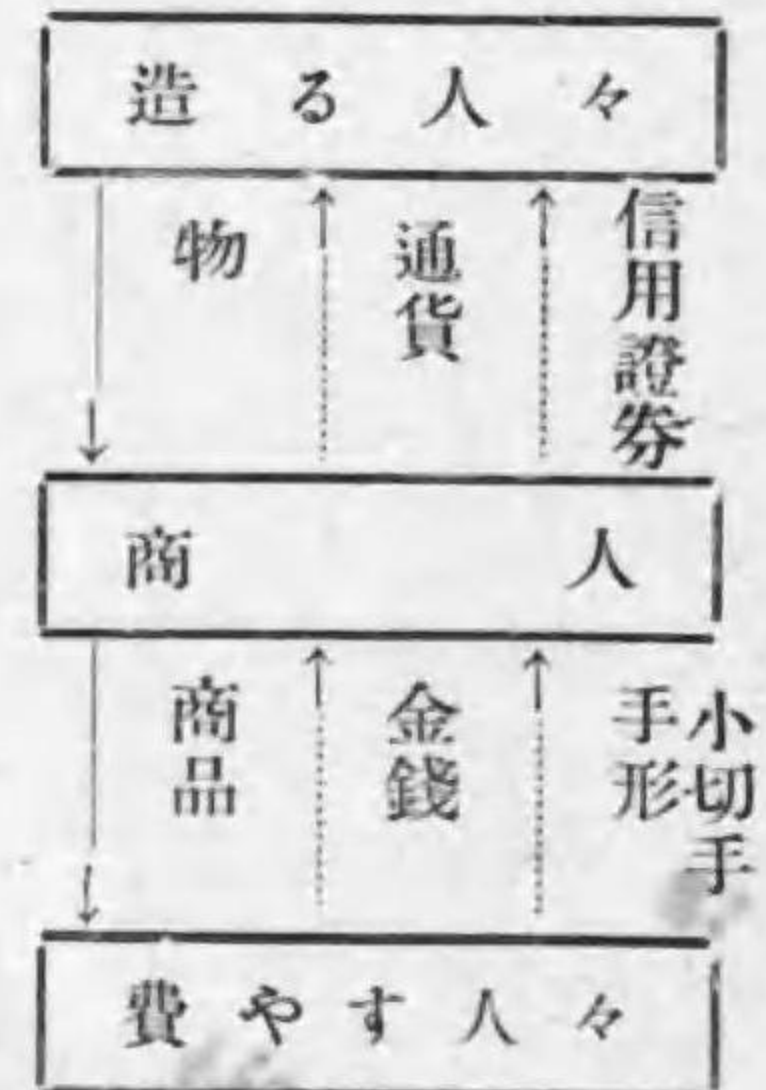 造る人々
物
通貨
信用證券
商人
商品
金錢
小切手
手形
費やす人々